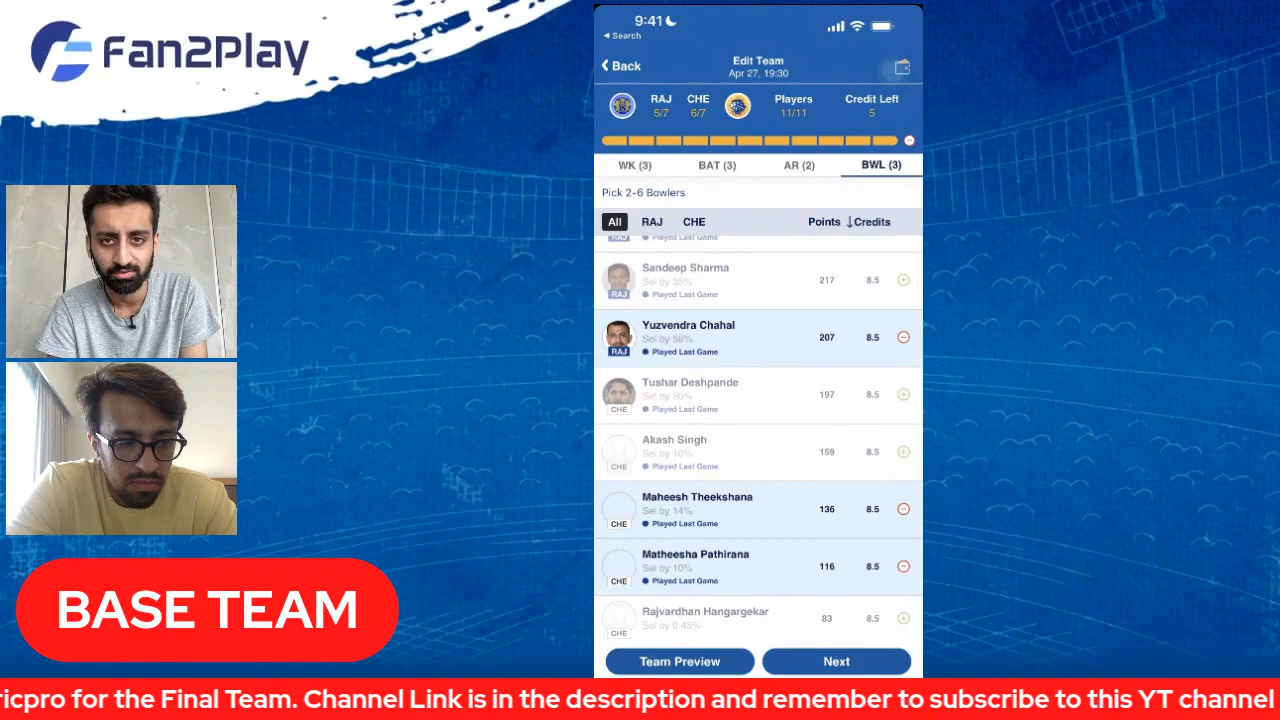 Fan2Play
9:41
◄ Search
Back
Edit Team
Apr 27, 19:30
RAJ
5/7
CHE
6/7
Players
11/11
Credit Left
5
WK (3)
BAT (3)
AR (2)
BWL (3)
Pick 2-6 Bowlers
All
RAJ
CHE
Points
↓Credits
RAJ
Played Last Game
Sandeep Sharma
Sel by 35%
Played Last Game
RAJ
217
8.5
Yuzvendra Chahal
Sel by 58%
Played Last Game
RAJ
207
8.5
Tushar Deshpande
Sel by 50%
Played Last Game
CHE
197
8.5
Akash Singh
Sel by 10%
Played Last Game
CHE
159
8.5
Maheesh Theekshana
Sel by 14%
Played Last Game
CHE
136
8.5
Matheesha Pathirana
Sel by 10%
Played Last Game
CHE
116
8.5
Rajvardhan Hangargekar
Sel by 0.45%
CHE
83
8.5
Team Preview
Next
BASE TEAM
ricpro for the Final Team. Channel Link is in the description and remember to subscribe to this YT channel